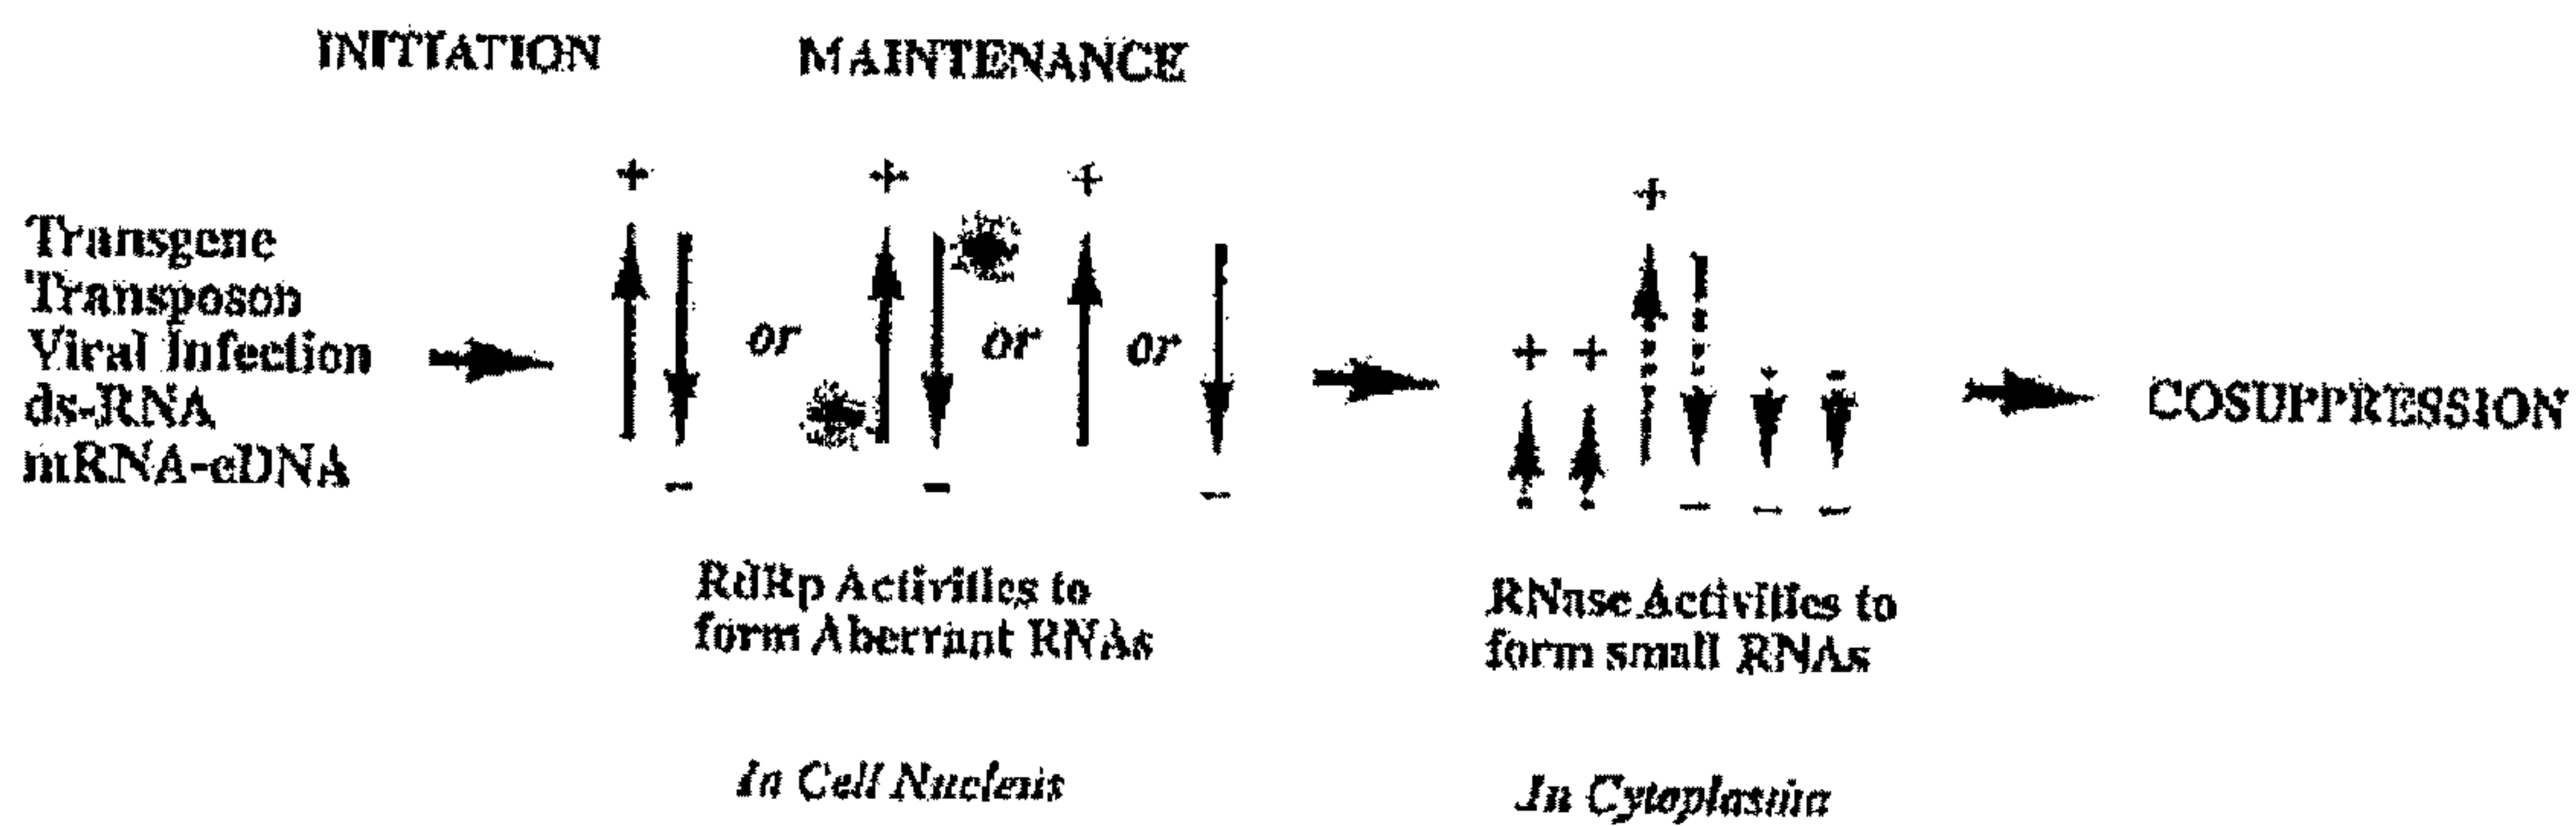 INITIATION MAINTENANCE
+ + + +
Transgene
Transposon
Viral Infection
ds-RNA
mRNA-cDNA
or or or
+ +
- - -
- - -
COSUPPRESSION
RdRp Activities to
form Aberrant RNAs
RNase Activities to
form small RNAs
In Cell Nucleus
In Cytoplasma